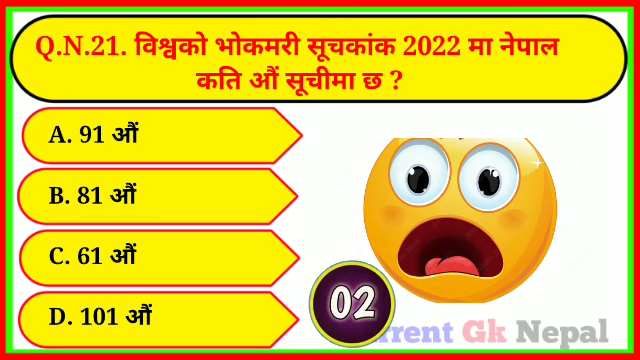 Q.N.21. विश्वको भोकमरी सूचकांक 2022 मा नेपाल
कति औं सूचीमा छ ?
A. 91 औं
B. 81 औं
C. 61 औं
D. 101 औं
02
Gk Nepal